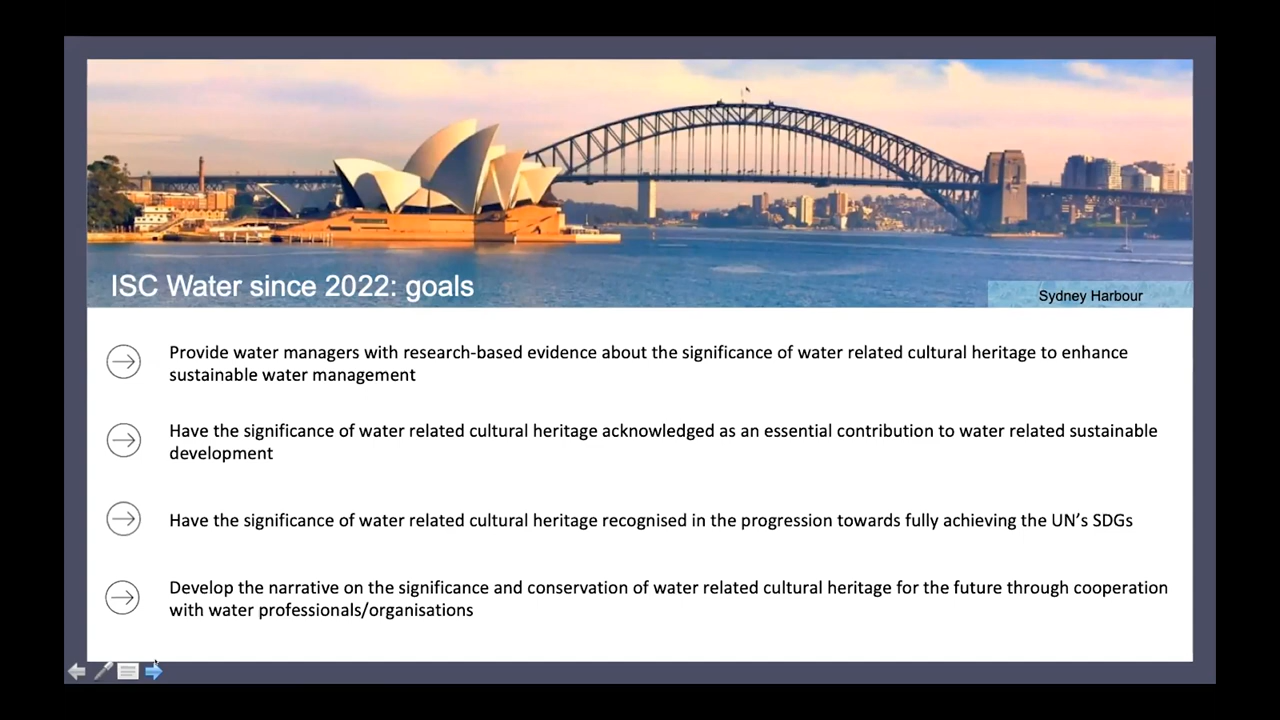 ISC Water since 2022: goals
Sydney Harbour
Provide water managers with research-based evidence about the significance of water related cultural heritage to enhance
sustainable water management
Have the significance of water related cultural heritage acknowledged as an essential contribution to water related sustainable
development
Have the significance of water related cultural heritage recognised in the progression towards fully achieving the UN’s SDGs
Develop the narrative on the significance and conservation of water related cultural heritage for the future through cooperation
with water professionals/organisations